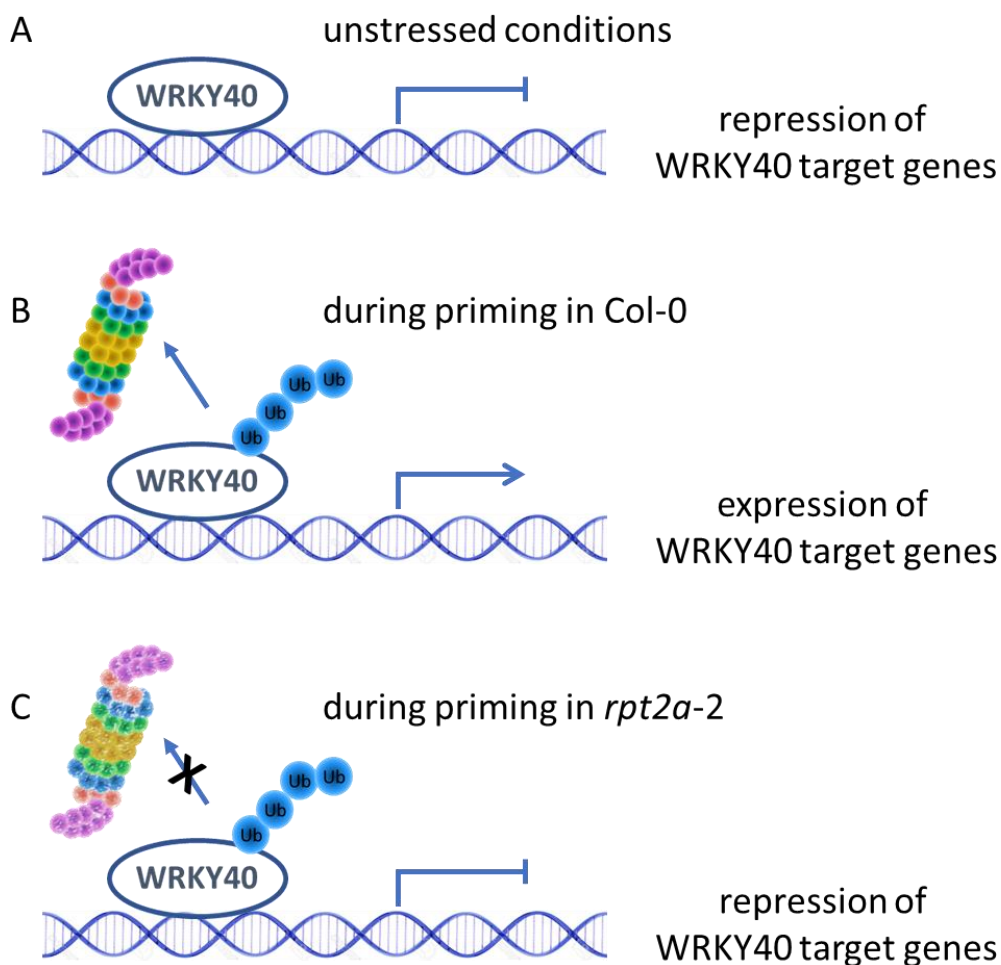 A
unstressed conditions
WRKY40
repression of
WRKY40 target genes
B
during priming in Col-0
Ub
Ub
Ub
Ub
WRKY40
expression of
WRKY40 target genes
C
during priming in rpt2a-2
Ub
Ub
Ub
Ub
WRKY40
repression of
WRKY40 target genes